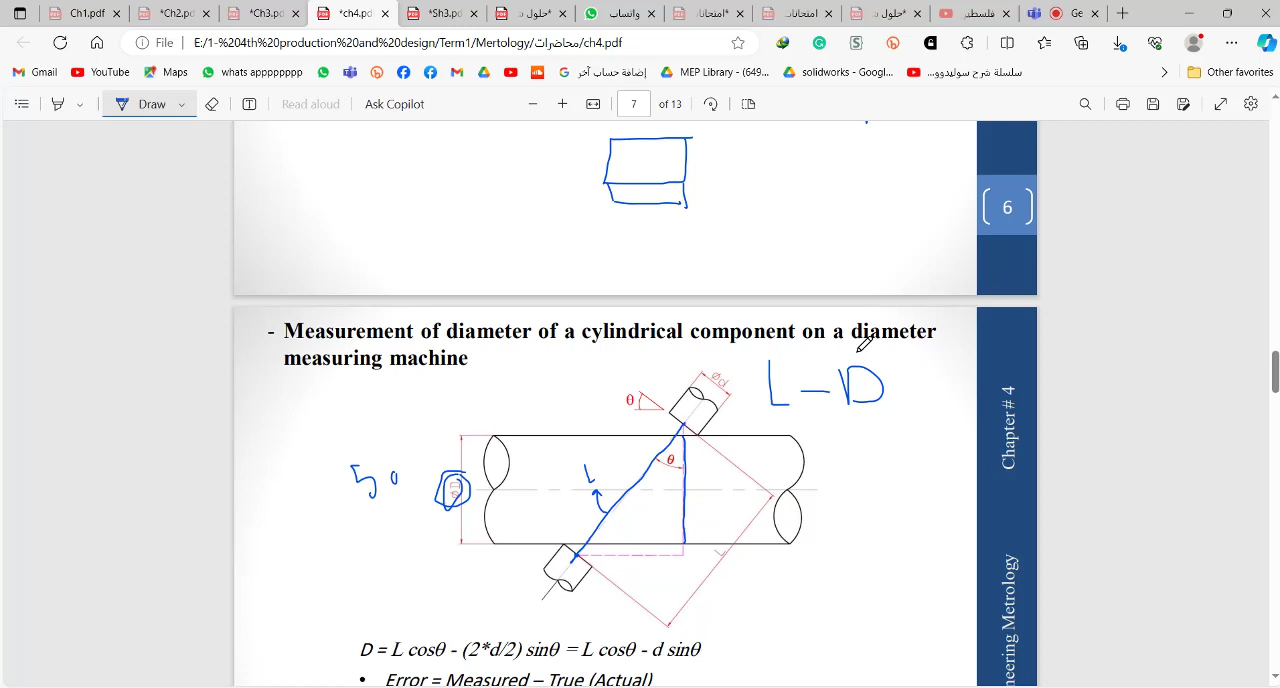 Ch1.pdf
*Ch2.pd
*Ch3.pd
*ch4.pd
*Sh3.pd
*حلول
واتساب
*امتحانا
امتحانات
*حلول
فلسطين
Ge
File
E:/1-%204th%20production%20and%20design/Term1/Mertology/محاضرات/ch4.pdf
Gmail
YouTube
Maps
whats apppppppp
إضافة حساب آخر
MEP Library - (649...
solidworks - Googl...
سلسلة شرح سوليدوو...
Other favorites
Draw
Read aloud
Ask Copilot
7
of 13
6
- Measurement of diameter of a cylindrical component on a diameter
measuring machine
L - D
Ød
θ
θ
L
50
L
D = L cosθ - (2*d/2) sinθ = L cosθ - d sinθ
• Error = Measured – True (Actual)
Chapter # 4
neering Metrology